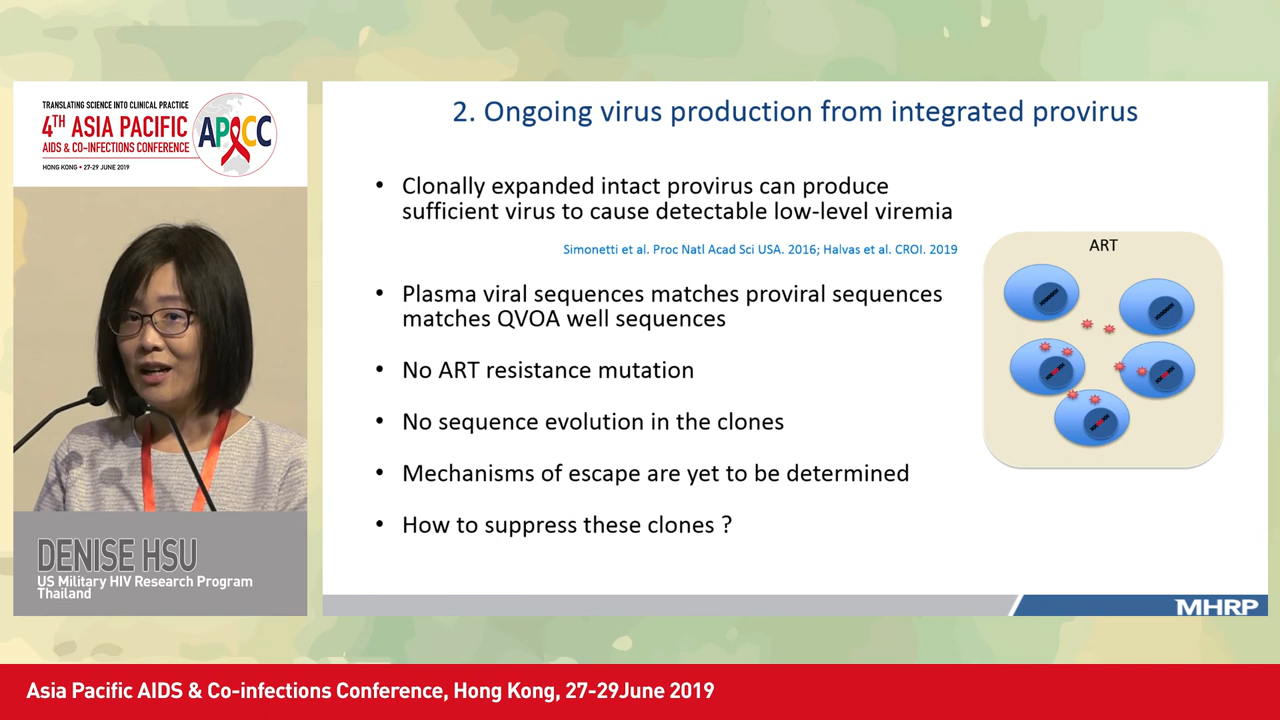 TRANSLATING SCIENCE INTO CLINICAL PRACTICE
4TH ASIA PACIFIC
AIDS & CO-INFECTIONS CONFERENCE
HONG KONG • 27-29 JUNE 2019
APACC
DENISE HSU
US Military HIV Research Program
Thailand
2. Ongoing virus production from integrated provirus
• Clonally expanded intact provirus can produce
sufficient virus to cause detectable low-level viremia
Simonetti et al. Proc Natl Acad Sci USA. 2016; Halvas et al. CROI. 2019
• Plasma viral sequences matches proviral sequences
matches QVOA well sequences
• No ART resistance mutation
• No sequence evolution in the clones
• Mechanisms of escape are yet to be determined
• How to suppress these clones ?
ART
MHRP
Asia Pacific AIDS & Co-infections Conference, Hong Kong, 27-29June 2019